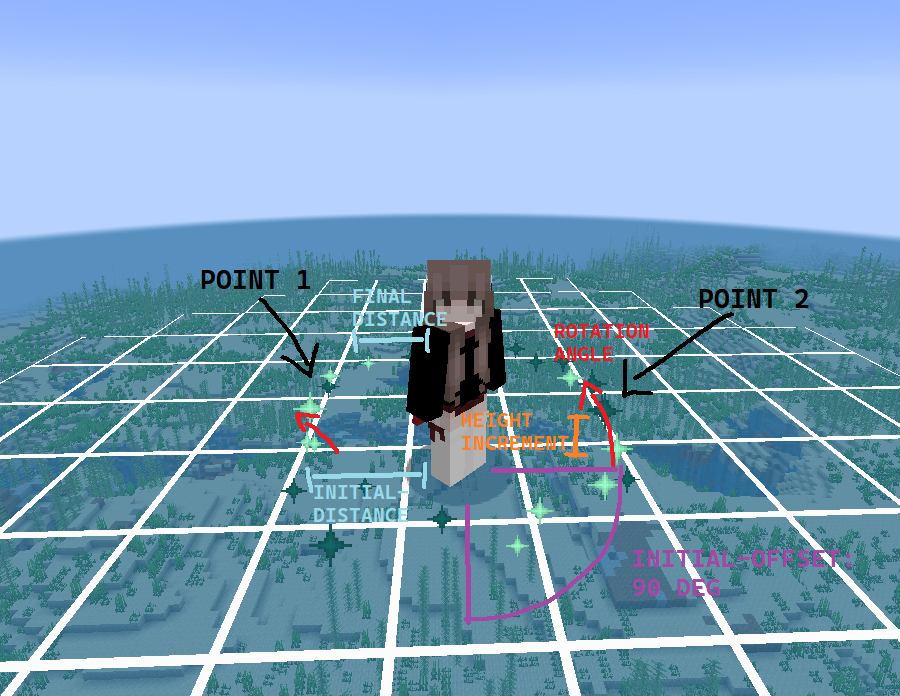 POINT 1
FINAL
DISTANCE
POINT 2
ROTATION
ANGLE
HEIGHT
INCREMENT
INITIAL-
DISTANCE
INITIAL-OFFSET:
90 DEG